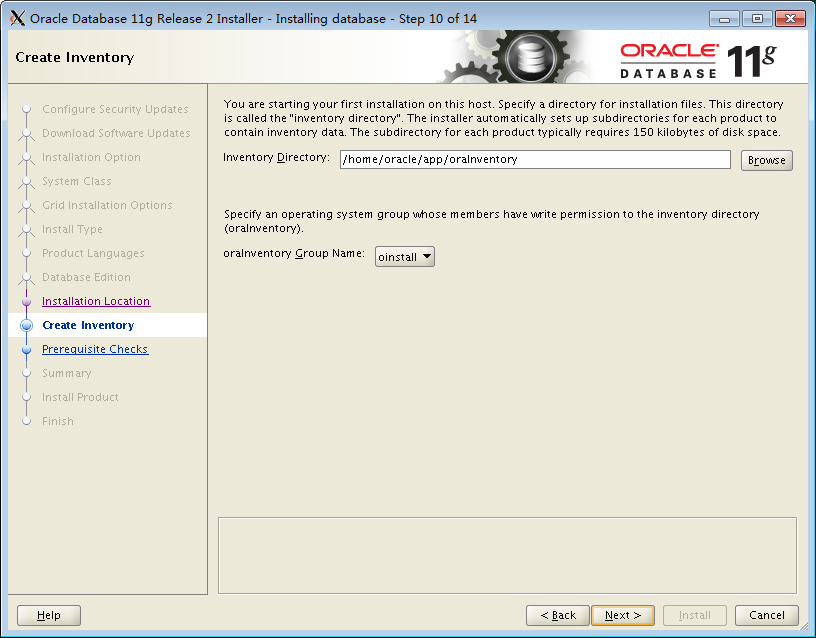 Oracle Database 11g Release 2 Installer - Installing database - Step 10 of 14
Create Inventory
ORACLE
DATABASE
11g
Configure Security Updates
Download Software Updates
Installation Option
System Class
Grid Installation Options
Install Type
Product Languages
Database Edition
Installation Location
Create Inventory
Prerequisite Checks
Summary
Install Product
Finish
You are starting your first installation on this host. Specify a directory for installation files. This directory
is called the "inventory directory". The installer automatically sets up subdirectories for each product to
contain inventory data. The subdirectory for each product typically requires 150 kilobytes of disk space.
Inventory Directory: /home/oracle/app/oraInventory Browse
Specify an operating system group whose members have write permission to the inventory directory
(oraInventory).
oraInventory Group Name: oinstall
Help < Back Next > Install Cancel